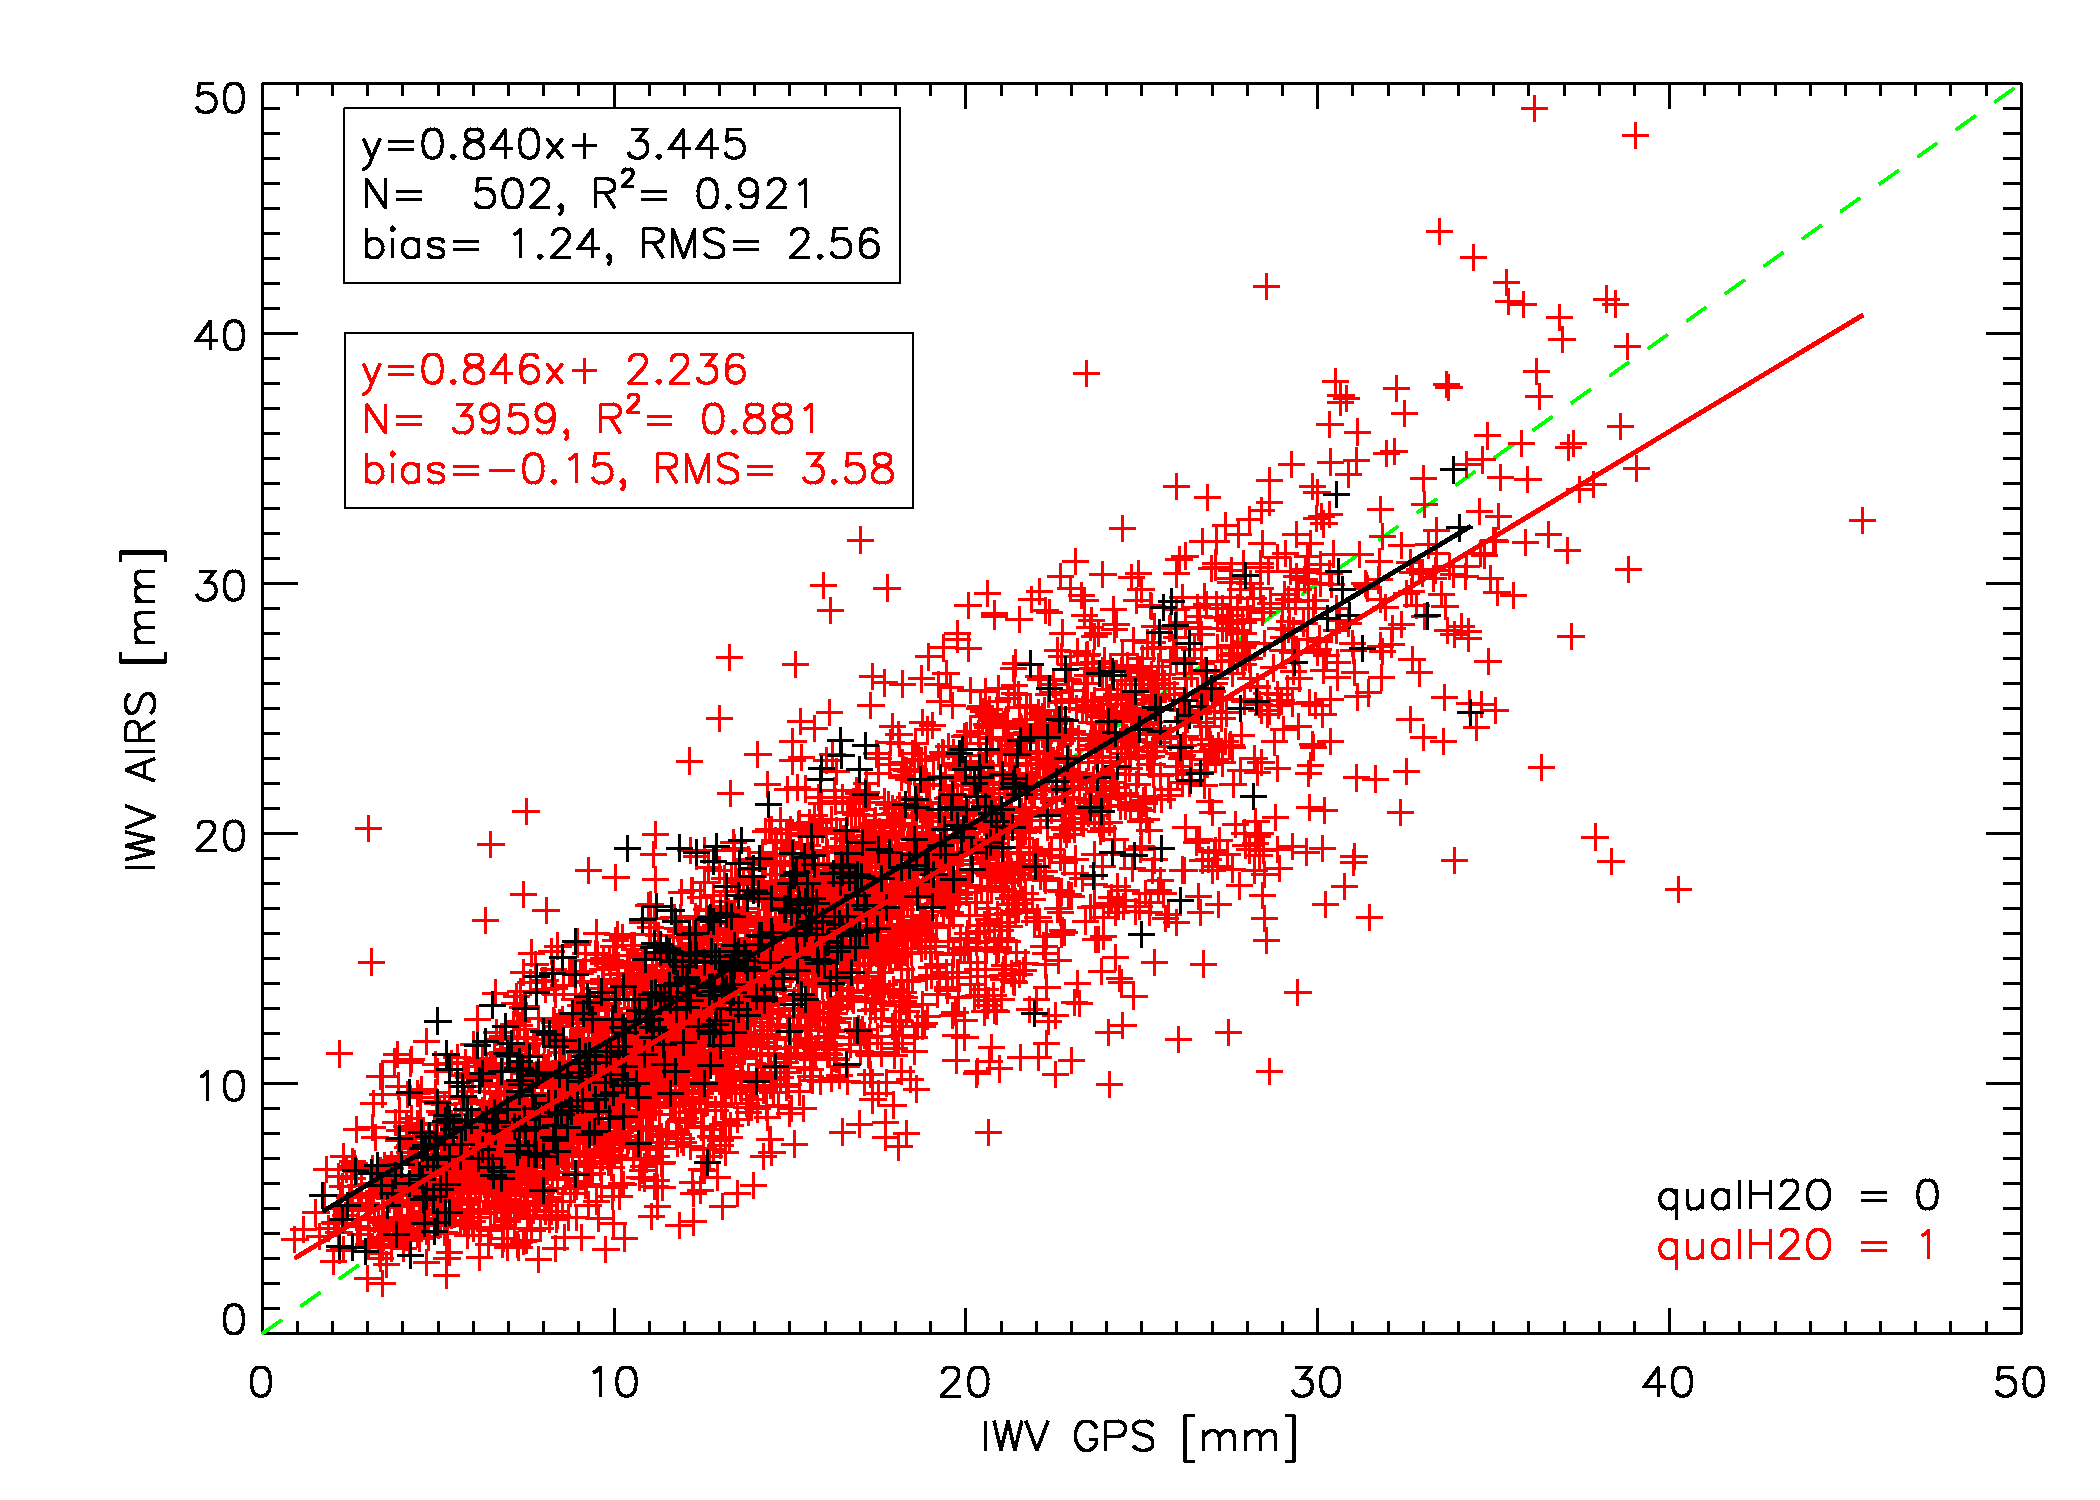 50
40
30
20
10
0
IWV AIRS [mm]
y=0.840x+ 3.445
N= 502, R²= 0.921
bias= 1.24, RMS= 2.56
y=0.846x+ 2.236
N= 3959, R²= 0.881
bias=−0.15, RMS= 3.58
qualH2O = 0
qualH2O = 1
0 10 20 30 40 50
IWV GPS [mm]